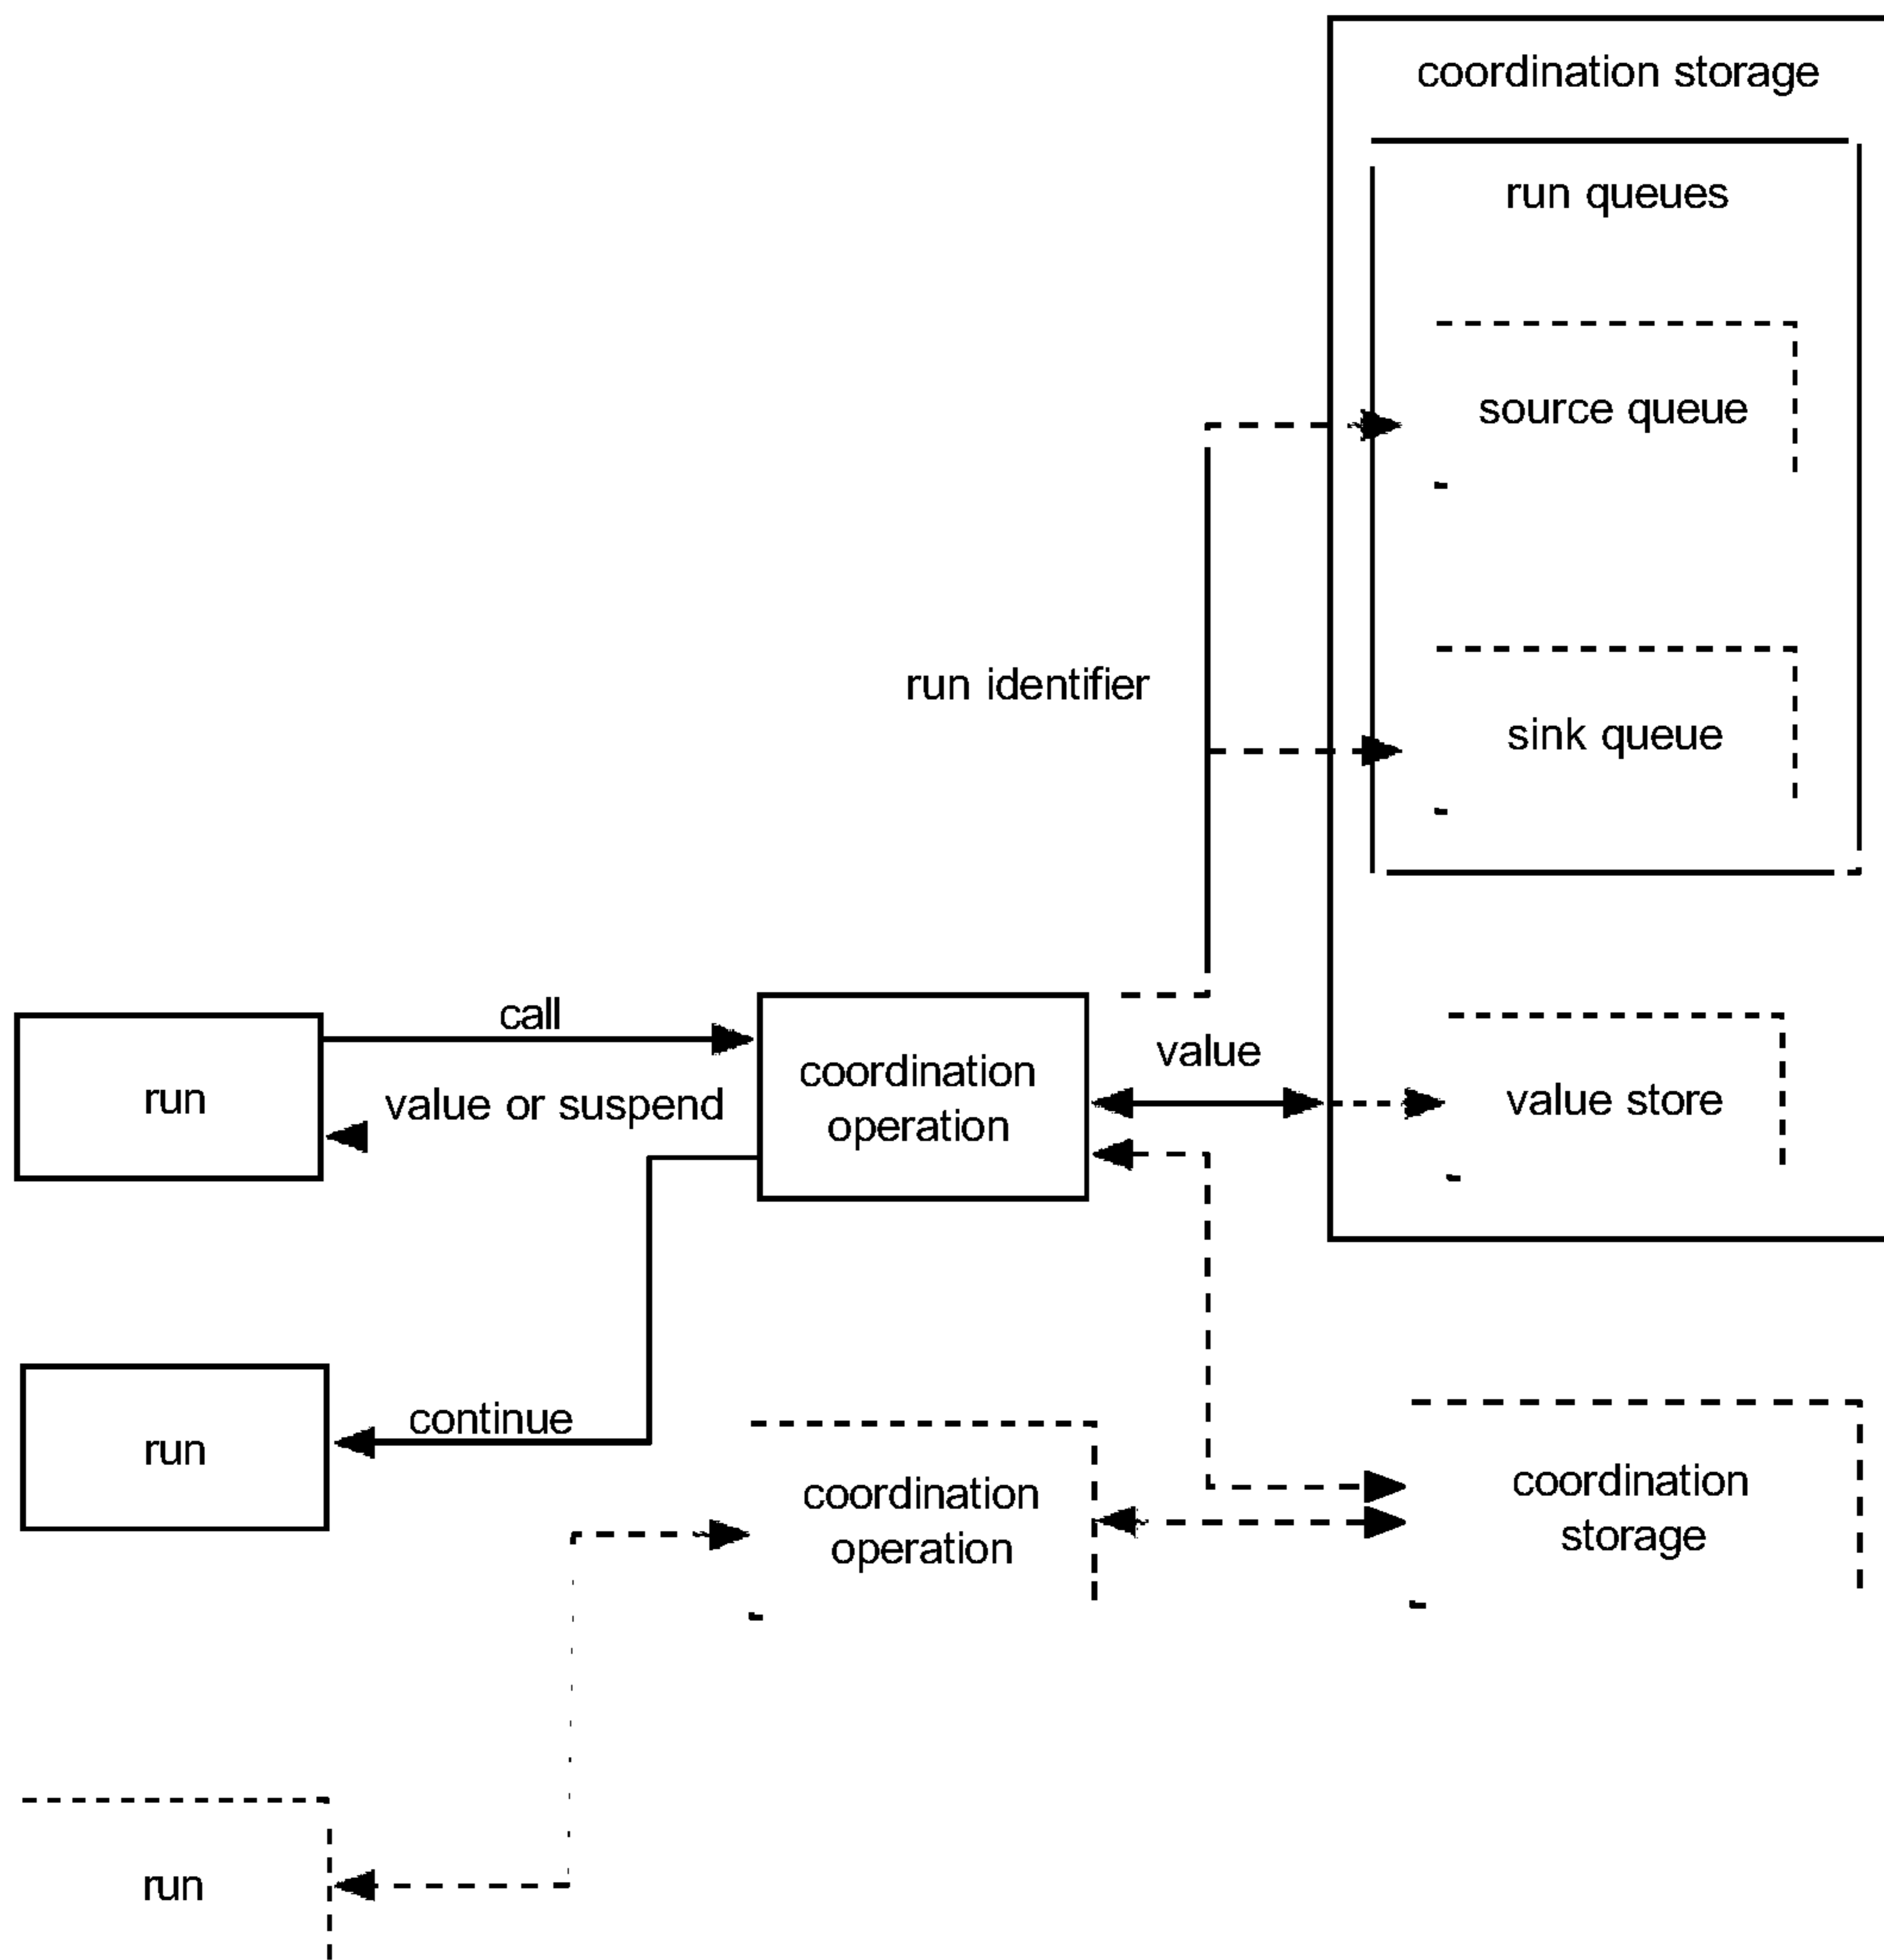 coordination storage
run queues
source queue
run identifier
sink queue
call
run
value or suspend
coordination
operation
value
value store
run
continue
coordination
operation
coordination
storage
run